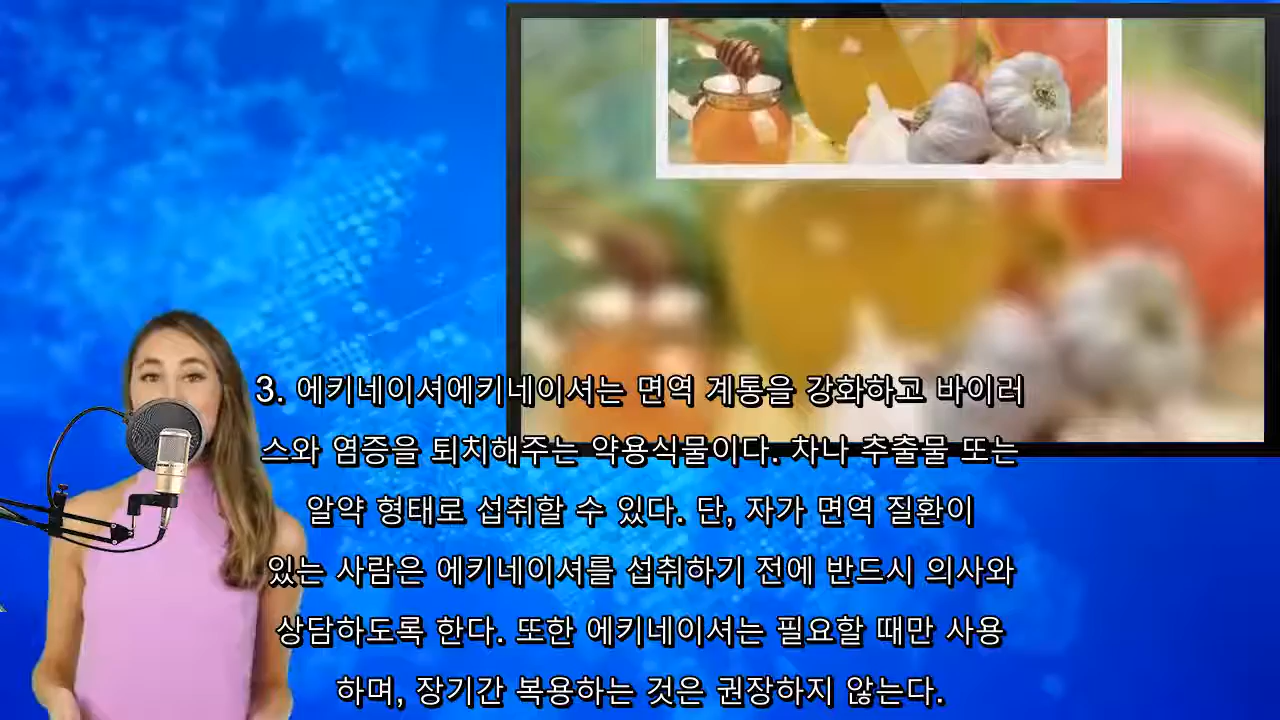 3. 에키네이셔에키네이셔는 면역 계통을 강화하고 바이러
스와 염증을 퇴치해주는 약용식물이다. 차나 추출물 또는
알약 형태로 섭취할 수 있다. 단, 자가 면역 질환이
있는 사람은 에키네이셔를 섭취하기 전에 반드시 의사와
상담하도록 한다. 또한 에키네이셔는 필요할 때만 사용
하며, 장기간 복용하는 것은 권장하지 않는다.